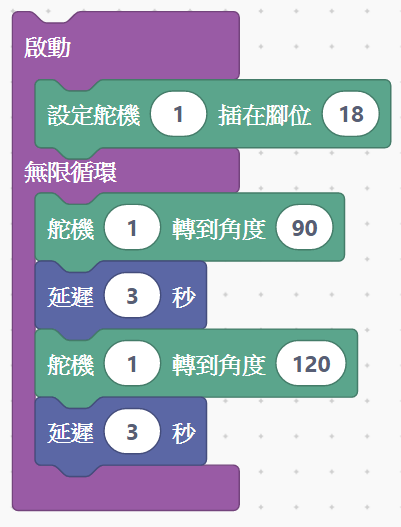 啟動
設定舵機 1 插在腳位 18
無限循環
舵機 1 轉到角度 90
延遲 3 秒
舵機 1 轉到角度 120
延遲 3 秒